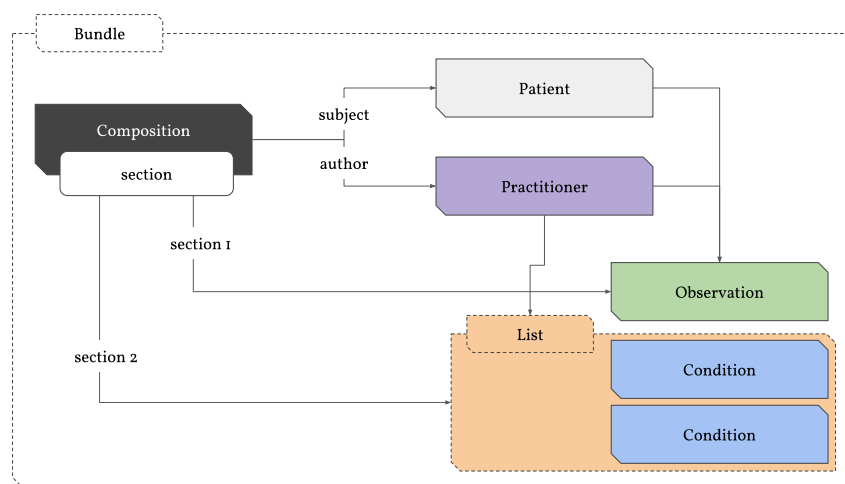 Bundle
Composition
section
subject
author
Patient
Practitioner
section 1
Observation
section 2
List
Condition
Condition